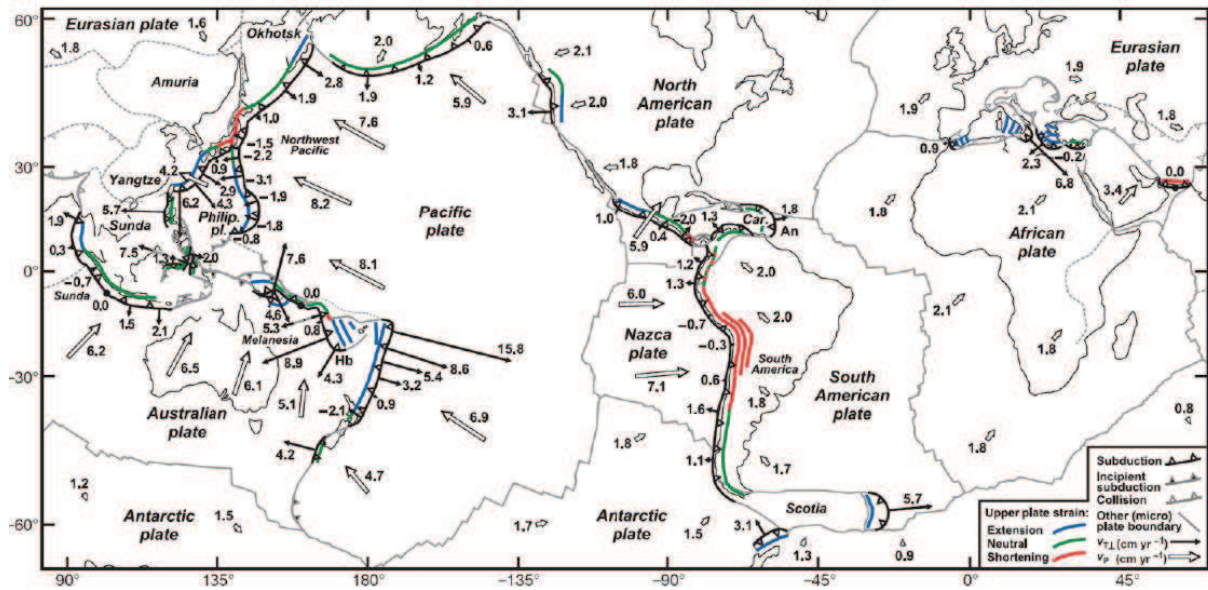 60°
30°
0°
−30°
−60°
90°
135°
180°
−135°
−90°
−45°
0°
45°
Eurasian plate
1.6
Okhotsk
1.8
Amuria
2.8
1.9
1.0
Northwest
Pacific
−1.5
−2.2
0.9
4.2
2.9
−3.1
Yangtze
4.3
−1.9
6.2
5.7
Philip.
pl.
−1.8
−0.8
Sunda
1.9
0.3
7.5
1.3
2.0
−0.7
Sunda
0.0
1.5
2.1
6.2
6.5
6.1
Australian
plate
7.6
0.0
4.6
5.3
0.8
Melanesia
8.9
Hb
4.3
5.1
15.8
8.6
5.4
3.2
0.9
−2.1
4.2
4.7
6.9
8.1
8.2
7.6
5.9
2.0
0.6
1.2
1.9
Pacific
plate
1.2
Antarctic
plate
1.5
1.7
2.1
North
American
plate
3.1
2.0
1.8
1.0
5.9
0.4
−2.0
1.3
Car.
1.8
An
1.2
1.3
2.0
6.0
−0.7
2.0
Nazca
plate
−0.3
South
America
7.1
0.6
1.8
South
American
plate
1.6
1.8
1.1
1.7
Antarctic
plate
1.5
3.1
Scotia
5.7
1.3
0.9
1.9
Eurasian
plate
1.9
1.8
0.9
2.3
−0.2
6.8
0.0
3.4
1.8
2.1
African
plate
2.1
1.8
1.8
0.8
Subduction
Incipient
subduction
Collision
Other (micro)
plate boundary
v T⊥ (cm yr −1)
v P (cm yr −1)
Upper plate strain:
Extension
Neutral
Shortening